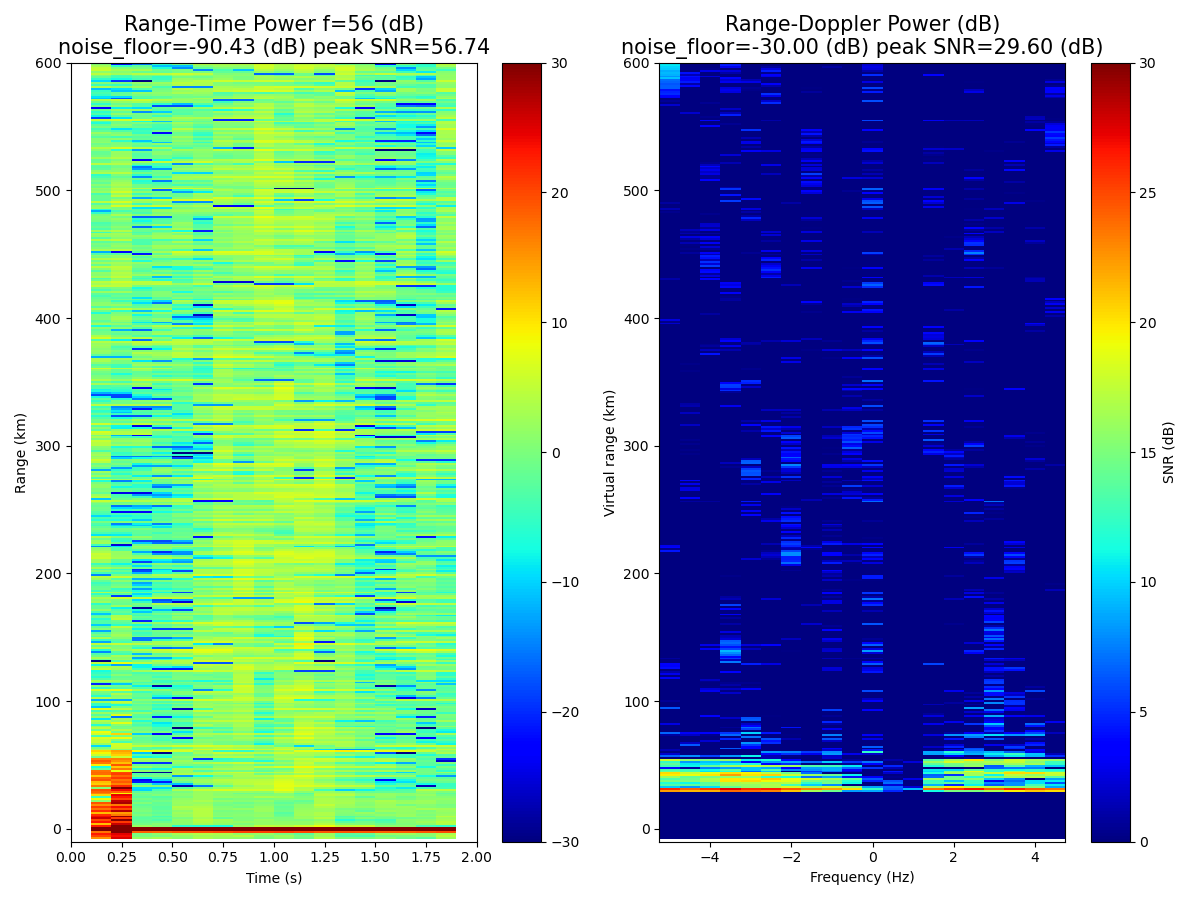 Range-Time Power f=56 (dB)
noise_floor=-90.43 (dB) peak SNR=56.74
600
500
400
300
200
100
0
Range (km)
0.00 0.25 0.50 0.75 1.00 1.25 1.50 1.75 2.00
Time (s)
30
20
10
0
−10
−20
−30
Range-Doppler Power (dB)
noise_floor=-30.00 (dB) peak SNR=29.60 (dB)
600
500
400
300
200
100
0
Virtual range (km)
−4 −2 0 2 4
Frequency (Hz)
30
25
20
15
10
5
0
SNR (dB)